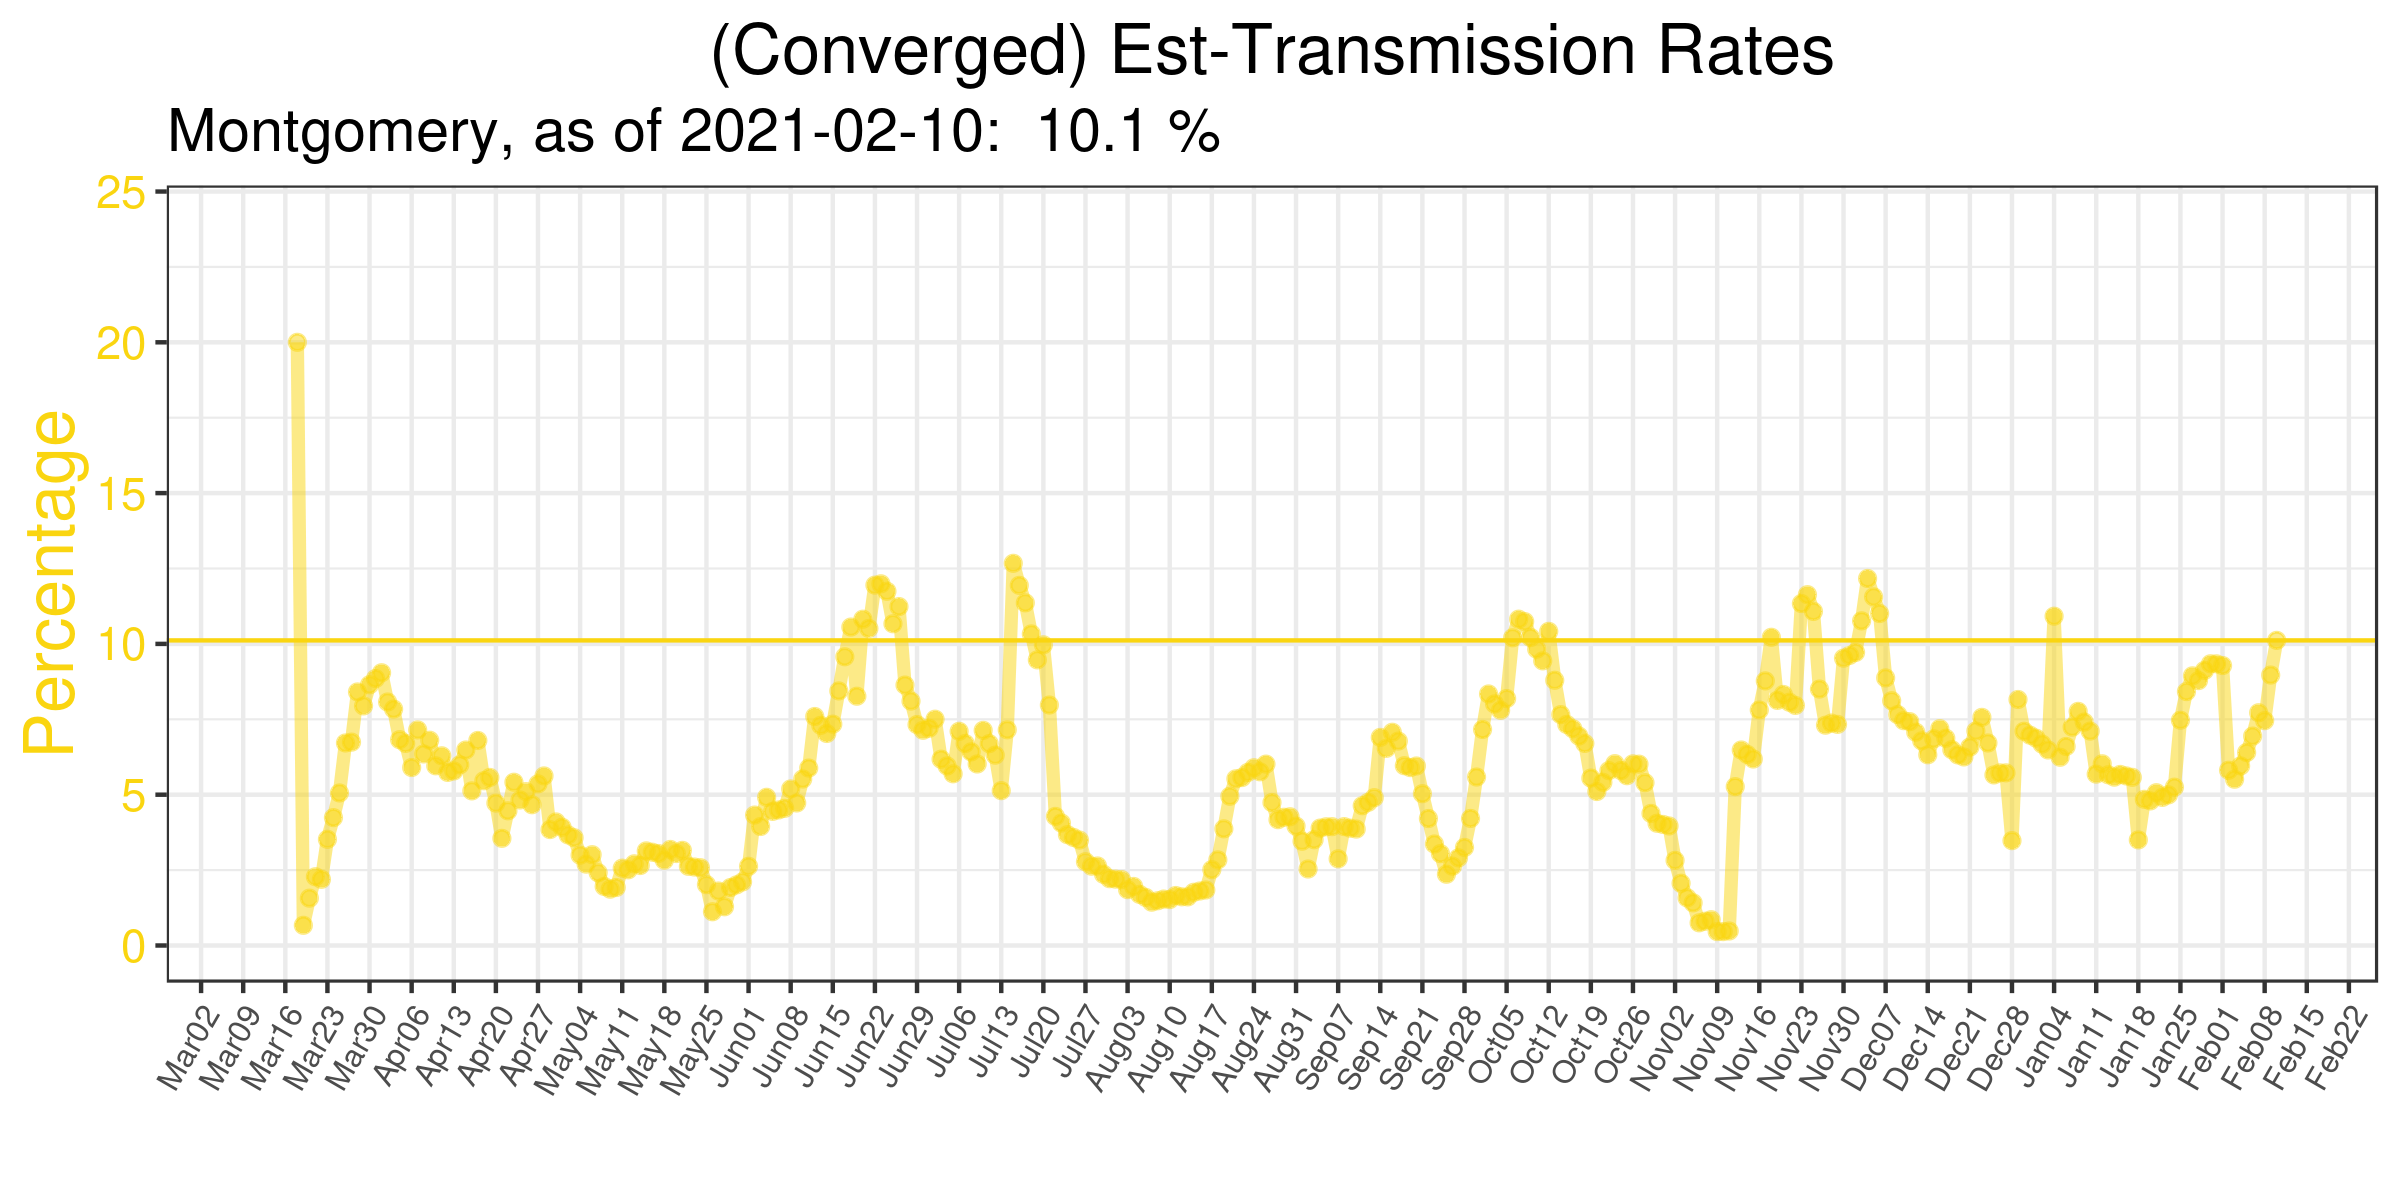 (Converged) Est-Transmission Rates
Montgomery, as of 2021-02-10:  10.1 %
Percentage
25
20
15
10
5
0
Mar02
Mar09
Mar16
Mar23
Mar30
Apr06
Apr13
Apr20
Apr27
May04
May11
May18
May25
Jun01
Jun08
Jun15
Jun22
Jun29
Jul06
Jul13
Jul20
Jul27
Aug03
Aug10
Aug17
Aug24
Aug31
Sep07
Sep14
Sep21
Sep28
Oct05
Oct12
Oct19
Oct26
Nov02
Nov09
Nov16
Nov23
Nov30
Dec07
Dec14
Dec21
Dec28
Jan04
Jan11
Jan18
Jan25
Feb01
Feb08
Feb15
Feb22